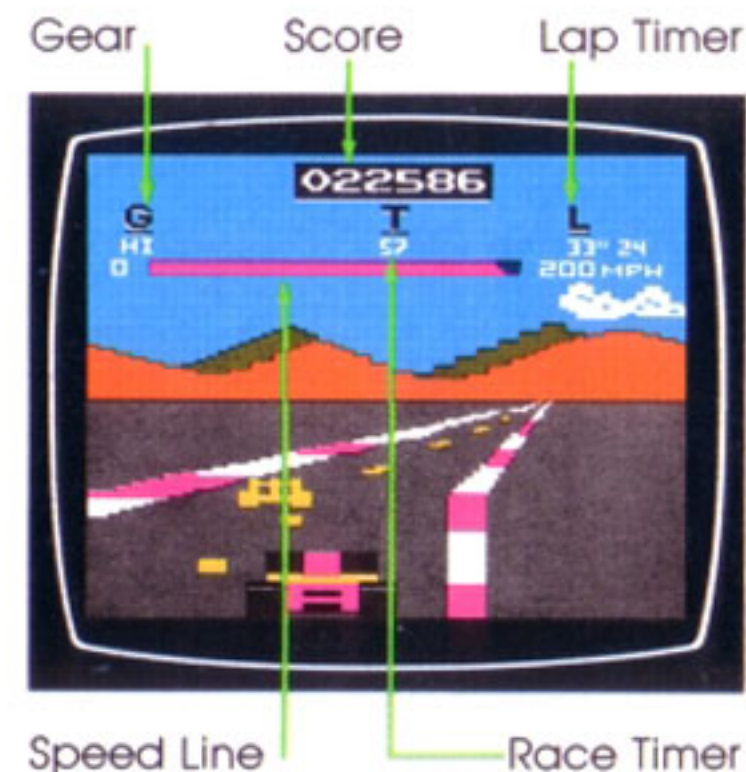 Gear Score Lap Timer
022586
G T L
HI 57 33" 24
0 200 MPH
Speed Line Race Timer